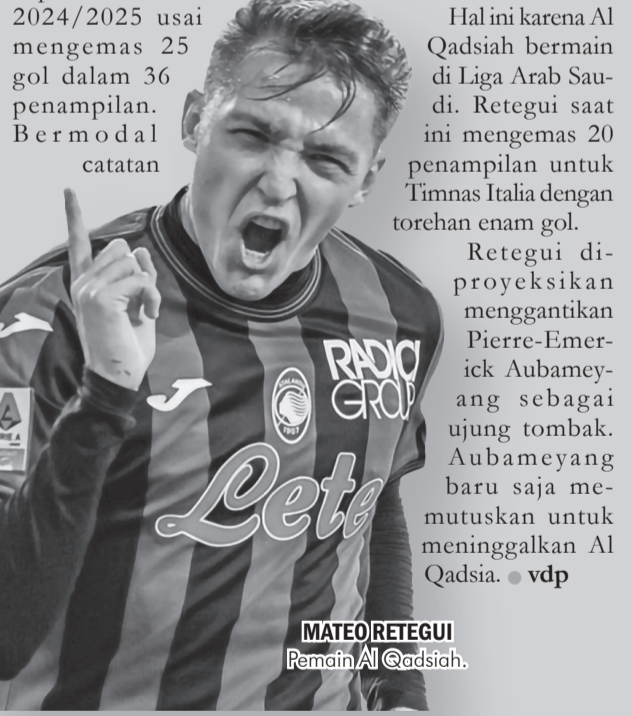 2024/2025 usai
mengemas 25
gol dalam 36
penampilan.
Bermodal
catatan
Hal ini karena Al
Qadsiah bermain
di Liga Arab Sau-
di. Retegui saat
ini mengemas 20
penampilan untuk
Timnas Italia dengan
torehan enam gol.
Retegui di-
proyeksikan
menggantikan
Pierre-Emer-
ick Aubamey-
ang sebagai
ujung tombak.
Aubameyang
baru saja me-
mutuskan untuk
meninggalkan Al
Qadsia. ● vdp
RADICI
GROUP
ATALANTA
1907
Lete
MATEO RETEGUI
Pemain Al Qadsiah.